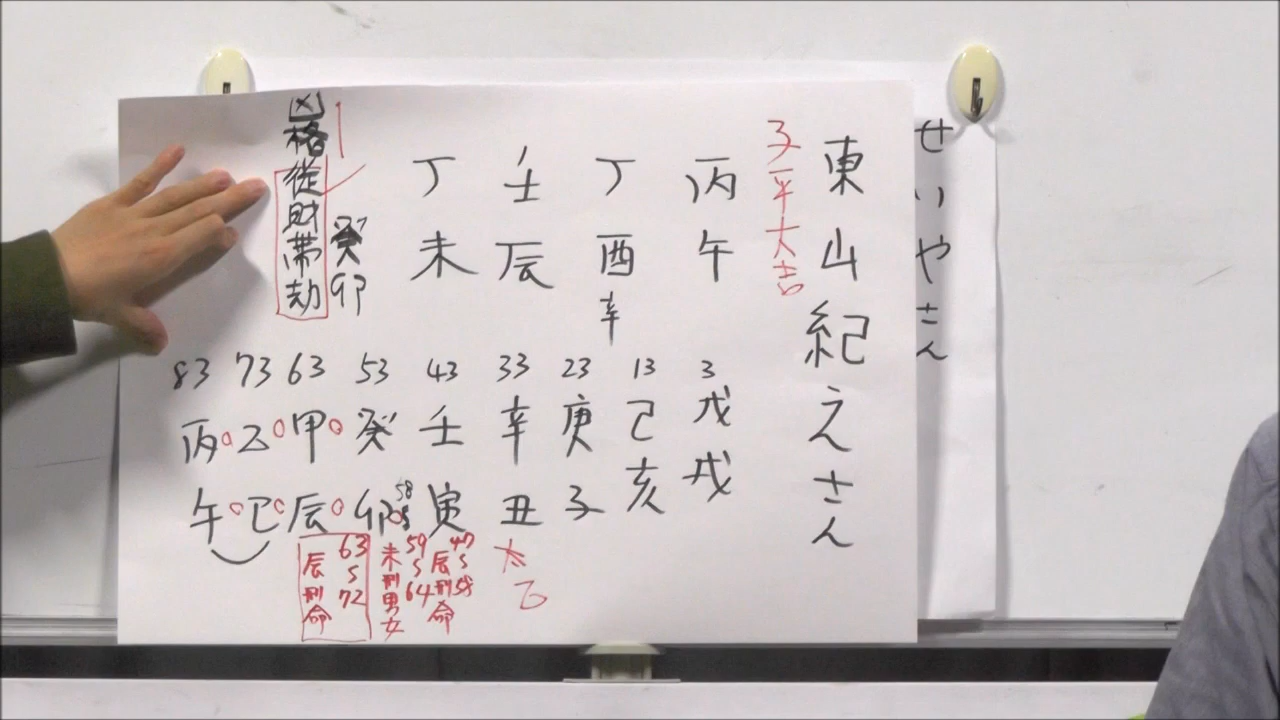 せいやさん
東山紀えさん
子平大吉
丙午
丁酉辛
壬辰
丁未
癸卯
凶格従財帯劫
83 73 63 53 43 33 23 13 3
丙乙甲癸壬辛庚己戊
午巳辰卯寅丑子亥戌
太乙
47 58
辰刑命
59 64
未刑男女
63 72
辰刑命